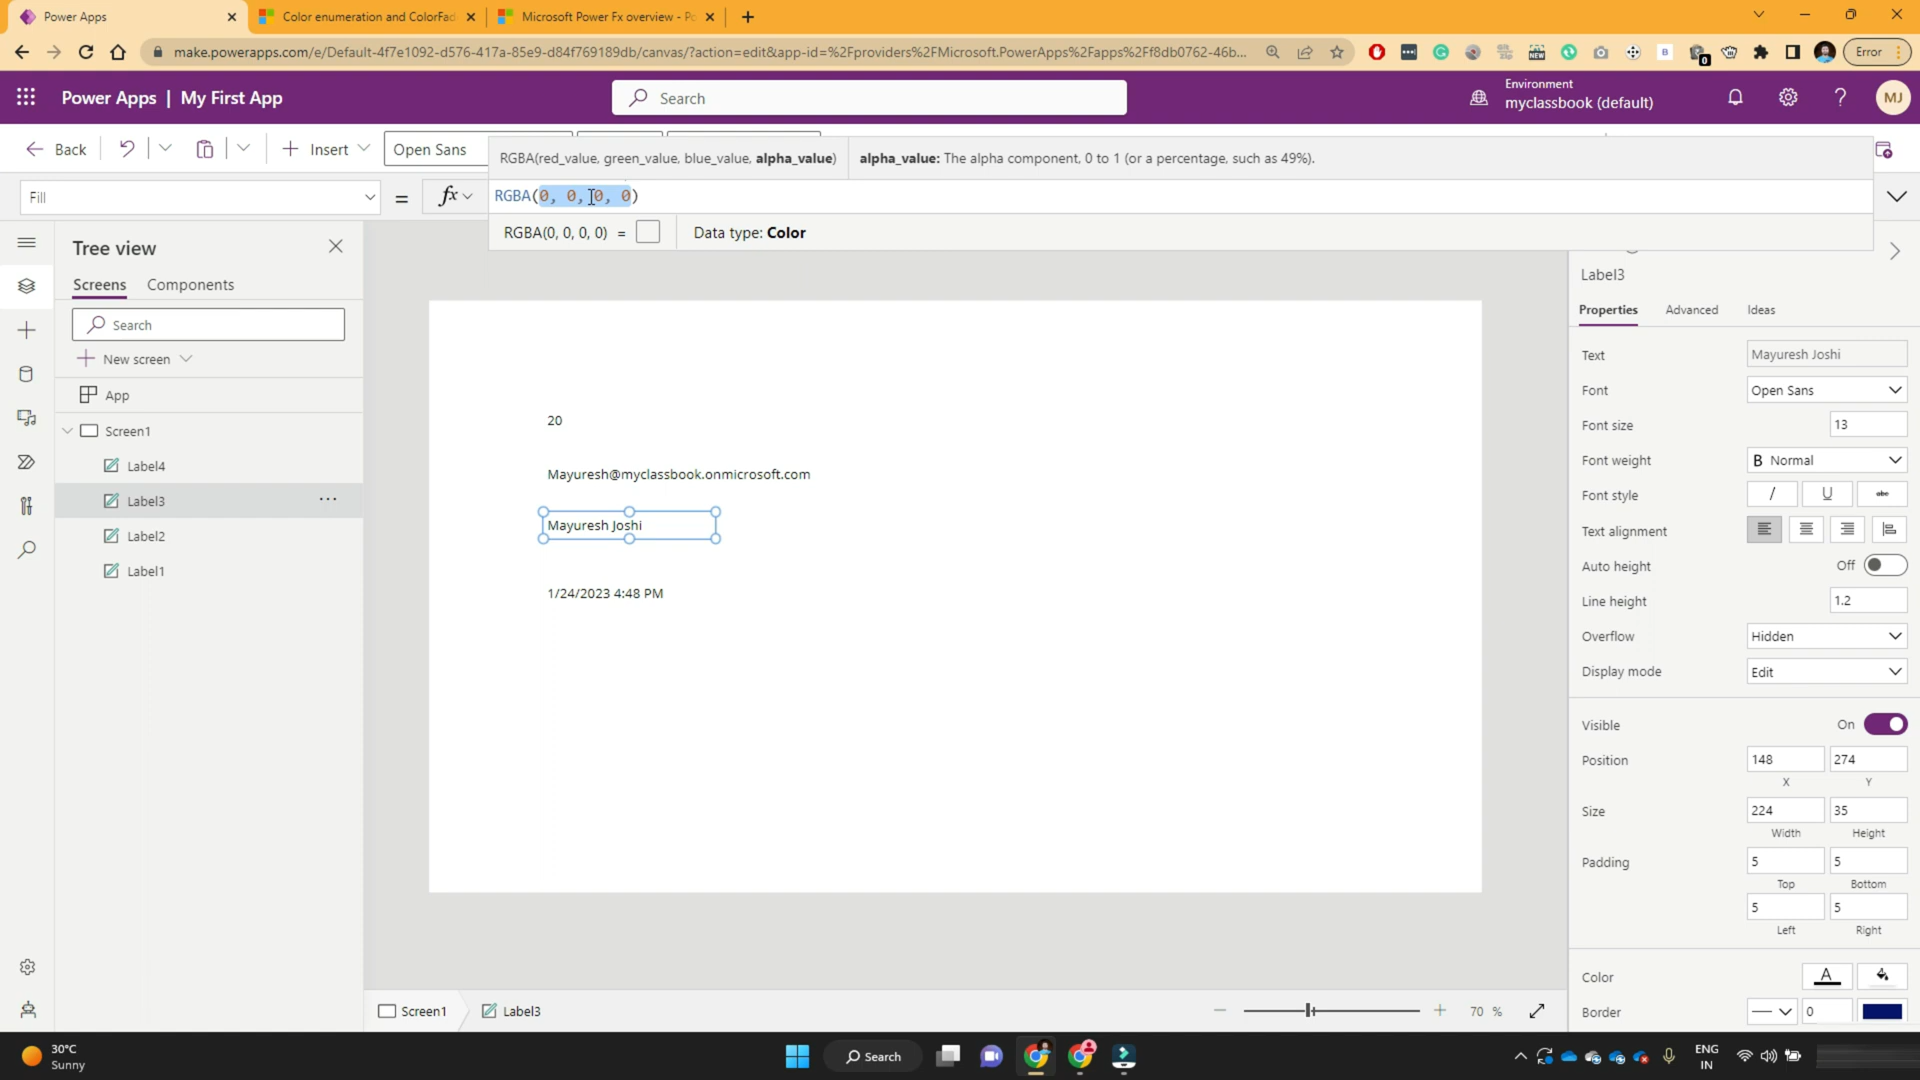 Power Apps
Color enumeration and ColorFad
Microsoft Power Fx overview - Po
make.powerapps.com/e/Default-4f7e1092-d576-417a-85e9-d84f769189db/canvas/?action=edit&app-id=%2Fproviders%2FMicrosoft.PowerApps%2Fapps%2Ff8db0762-46b...
NEW
B
0
Error
Power Apps | My First App
Search
Environment
myclassbook (default)
MJ
Back
Insert
Open Sans
RGBA(red_value, green_value, blue_value, alpha_value)
alpha_value: The alpha component, 0 to 1 (or a percentage, such as 49%).
Fill
=
fx
RGBA(0, 0, 0, 0)
RGBA(0, 0, 0, 0) =
Data type: Color
Tree view
Screens
Components
Search
New screen
App
Screen1
Label4
Label3
Label2
Label1
20
Mayuresh@myclassbook.onmicrosoft.com
Mayuresh Joshi
1/24/2023 4:48 PM
Label3
Properties
Advanced
Ideas
Text
Mayuresh Joshi
Font
Open Sans
Font size
13
Font weight
B Normal
Font style
/ U abc
Text alignment
Auto height
Off
Line height
1.2
Overflow
Hidden
Display mode
Edit
Visible
On
Position
148
274
X
Y
Size
224
35
Width
Height
Padding
5
5
Top
Bottom
5
5
Left
Right
Color
A
Border
0
Screen1
Label3
70 %
30°C
Sunny
Search
ENG
IN